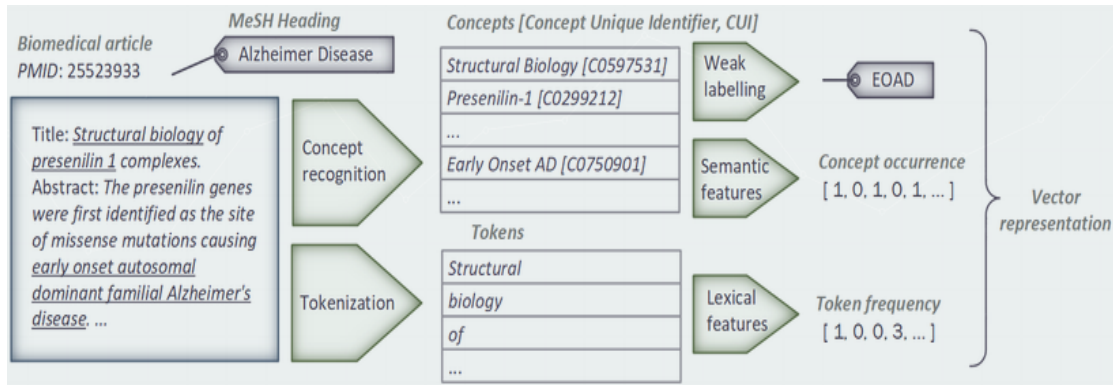 Biomedical article
PMID: 25523933
MeSH Heading
Alzheimer Disease
Title: Structural biology of
presenilin 1 complexes.
Abstract: The presenilin genes
were first identified as the site
of missense mutations causing
early onset autosomal
dominant familial Alzheimer's
disease. ...
Concept
recognition
Tokenization
Concepts [Concept Unique Identifier, CUI]
Structural Biology [C0597531]
Presenilin-1 [C0299212]
...
Early Onset AD [C0750901]
...
Tokens
Structural
biology
of
...
Weak
labelling
EOAD
Semantic
features
Concept occurrence
[ 1, 0, 1, 0, 1, ... ]
Lexical
features
Token frequency
[ 1, 0, 0, 3, ... ]
Vector
representation